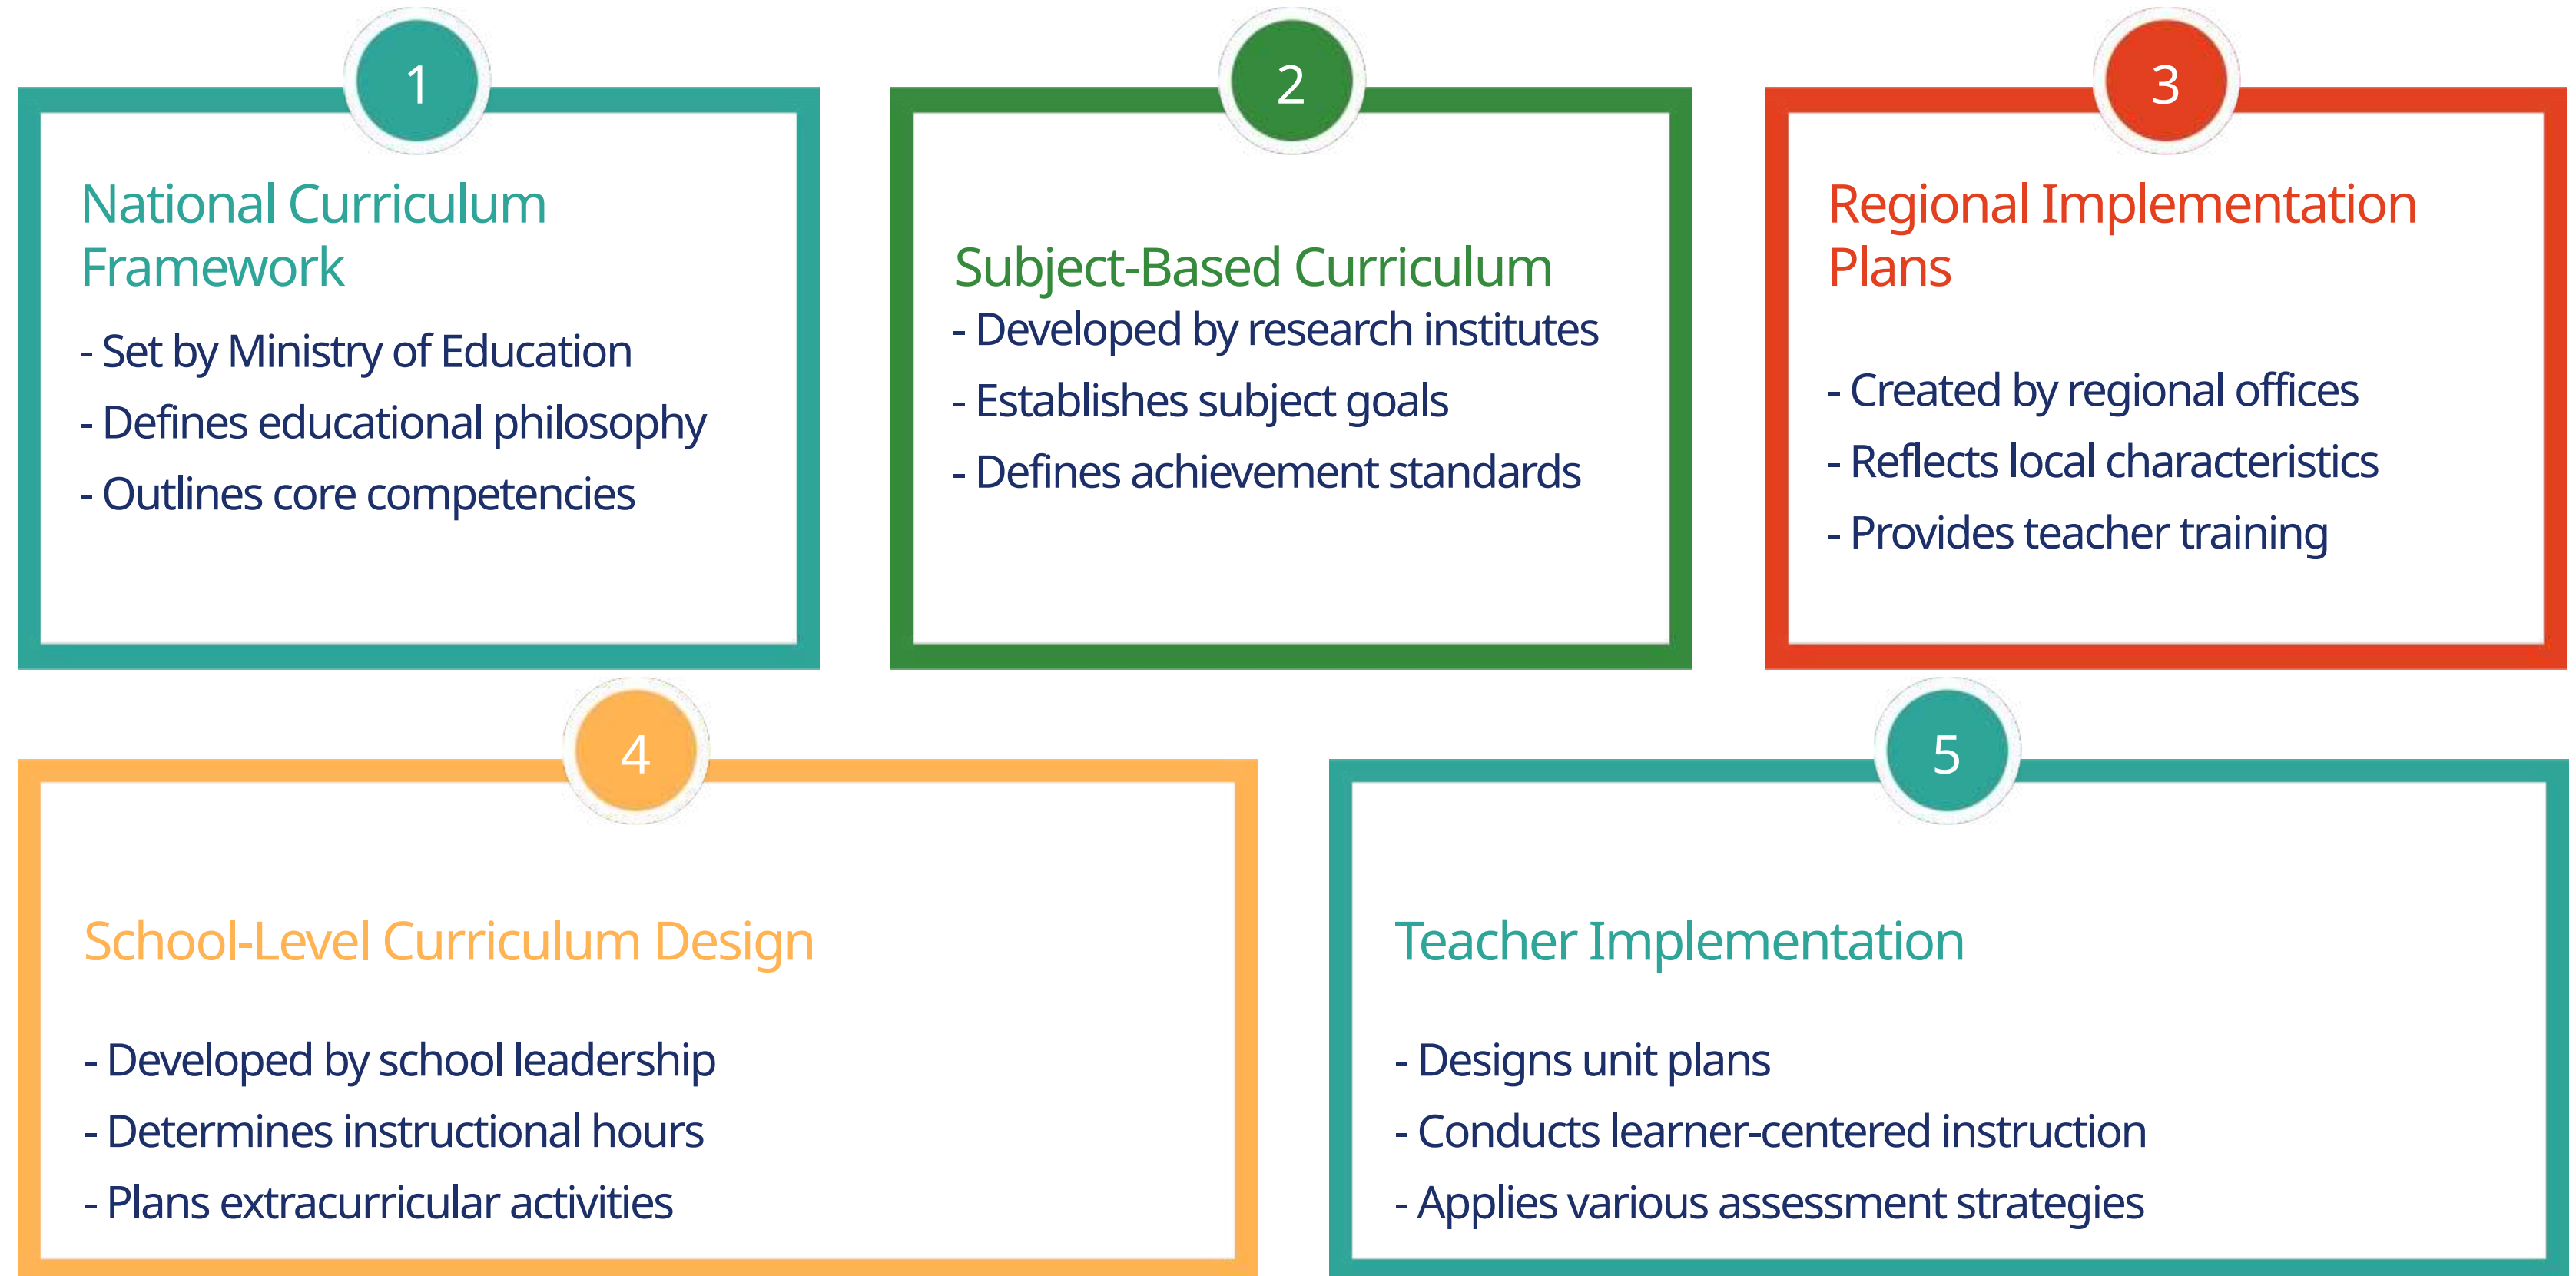 1
National Curriculum
Framework
- Set by Ministry of Education
- Defines educational philosophy
- Outlines core competencies
2
Subject-Based Curriculum
- Developed by research institutes
- Establishes subject goals
- Defines achievement standards
3
Regional Implementation
Plans
- Created by regional offices
- Reflects local characteristics
- Provides teacher training
4
School-Level Curriculum Design
- Developed by school leadership
- Determines instructional hours
- Plans extracurricular activities
5
Teacher Implementation
- Designs unit plans
- Conducts learner-centered instruction
- Applies various assessment strategies